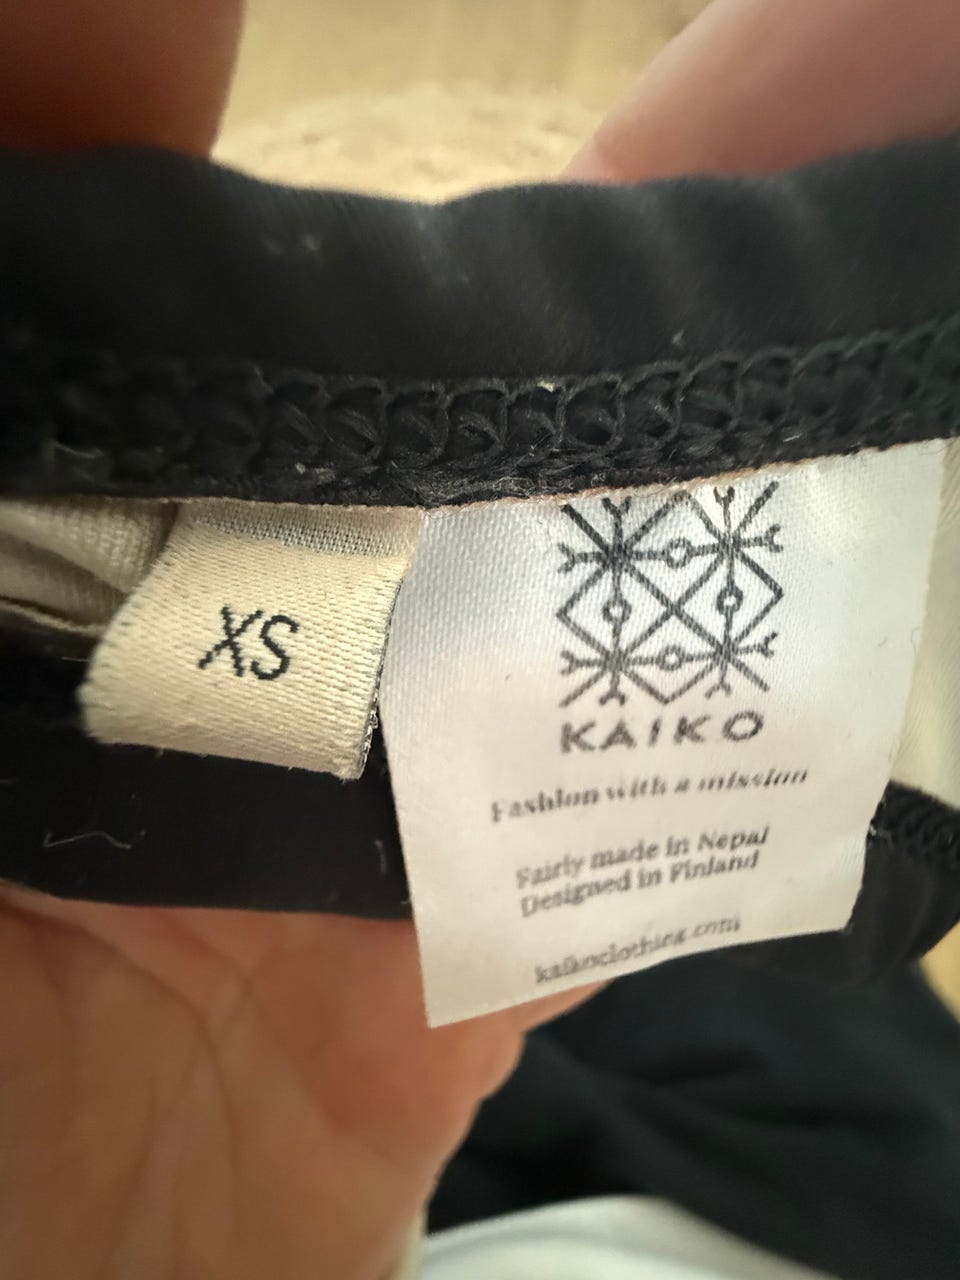 XS
KAIKO
Fashion with a mission
Fairly made in Nepal
Designed in Finland
kaikoclothing.com